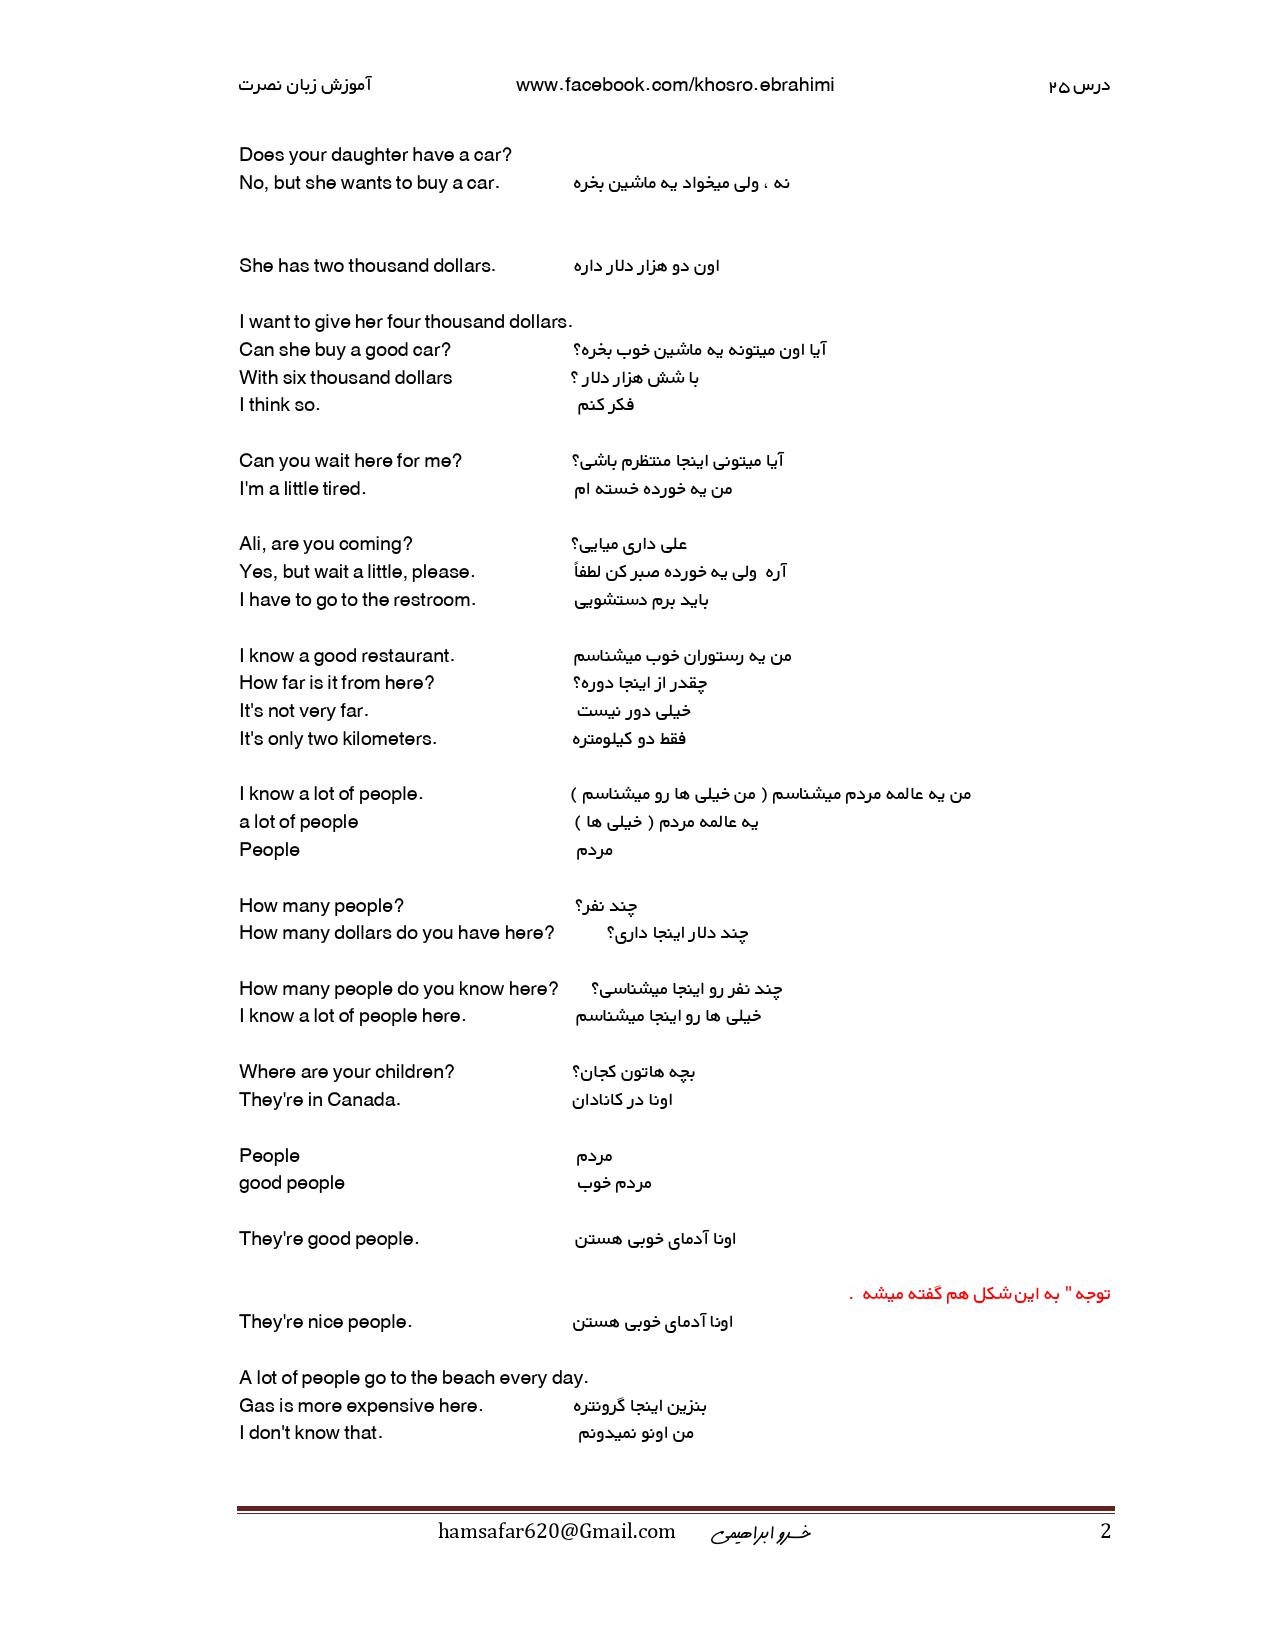 آموزش زبان نصرت www.facebook.com/khosro.ebrahimi درس ۲۵
Does your daughter have a car?
No, but she wants to buy a car. نه ، ولی میخواد یه ماشین بخره
She has two thousand dollars. اون دو هزار دلار داره
I want to give her four thousand dollars.
Can she buy a good car? آیا اون میتونه یه ماشین خوب بخره؟
With six thousand dollars با شش هزار دلار ؟
I think so. فکر کنم
Can you wait here for me? آیا میتونی اینجا منتظرم باشی؟
I'm a little tired. من یه خورده خسته ام
Ali, are you coming? علی داری میایی؟
Yes, but wait a little, please. آره ولی یه خورده صبر کن لطفاً
I have to go to the restroom. باید برم دستشویی
I know a good restaurant. من یه رستوران خوب میشناسم
How far is it from here? چقدر از اینجا دوره؟
It's not very far. خیلی دور نیست
It's only two kilometers. فقط دو کیلومتره
I know a lot of people. من یه عالمه مردم میشناسم ( من خیلی ها رو میشناسم )
a lot of people یه عالمه مردم ( خیلی ها )
People مردم
How many people? چند نفر؟
How many dollars do you have here? چند دلار اینجا داری؟
How many people do you know here? چند نفر رو اینجا میشناسی؟
I know a lot of people here. خیلی ها رو اینجا میشناسم
Where are your children? بچه هاتون کجان؟
They're in Canada. اونا در کانادان
People مردم
good people مردم خوب
They're good people. اونا آدمای خوبی هستن
توجه " به این شکل هم گفته میشه .
They're nice people. اونا آدمای خوبی هستن
A lot of people go to the beach every day.
Gas is more expensive here. بنزین اینجا گرونتره
I don't know that. من اونو نمیدونم
hamsafar620@Gmail.com خسرو ابراهیمی 2